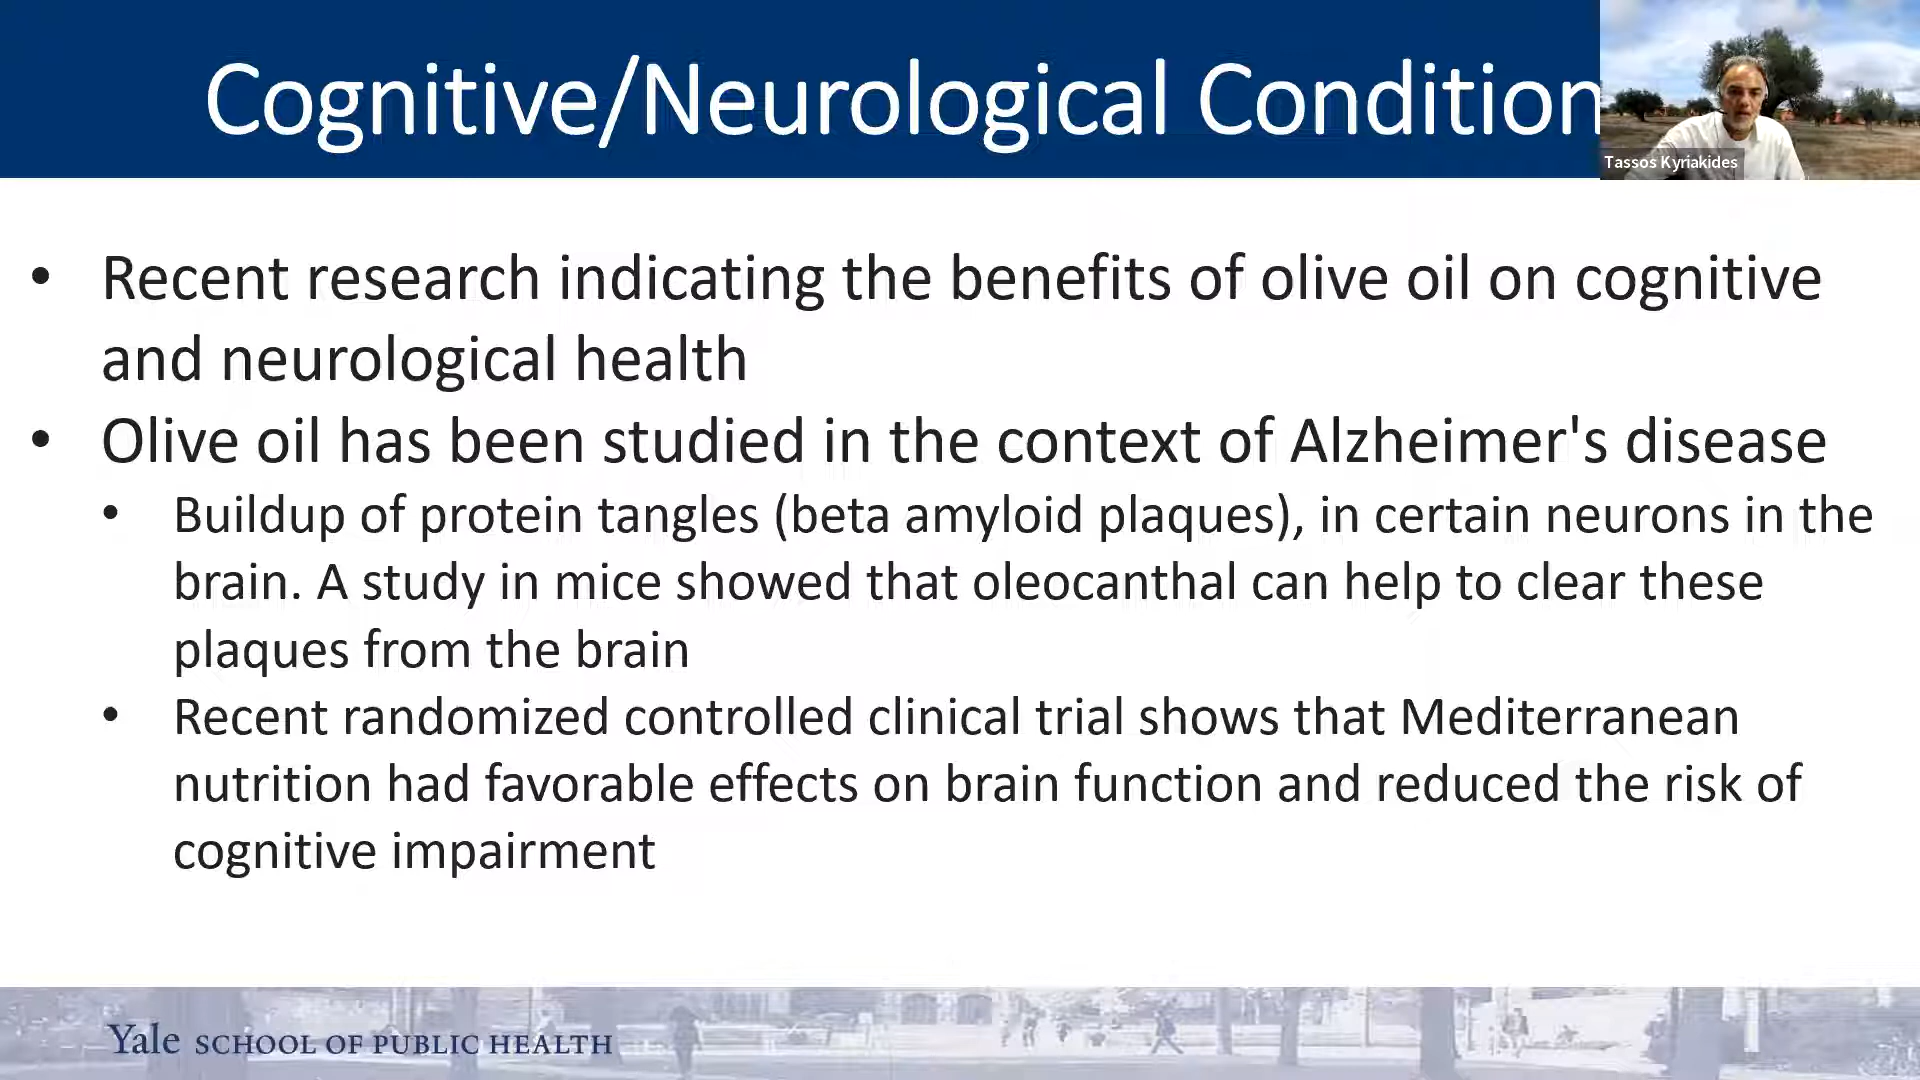 Cognitive/Neurological Condition
Tassos Kyriakides
• Recent research indicating the benefits of olive oil on cognitive
and neurological health
• Olive oil has been studied in the context of Alzheimer's disease
• Buildup of protein tangles (beta amyloid plaques), in certain neurons in the
brain. A study in mice showed that oleocanthal can help to clear these
plaques from the brain
• Recent randomized controlled clinical trial shows that Mediterranean
nutrition had favorable effects on brain function and reduced the risk of
cognitive impairment
Yale SCHOOL OF PUBLIC HEALTH